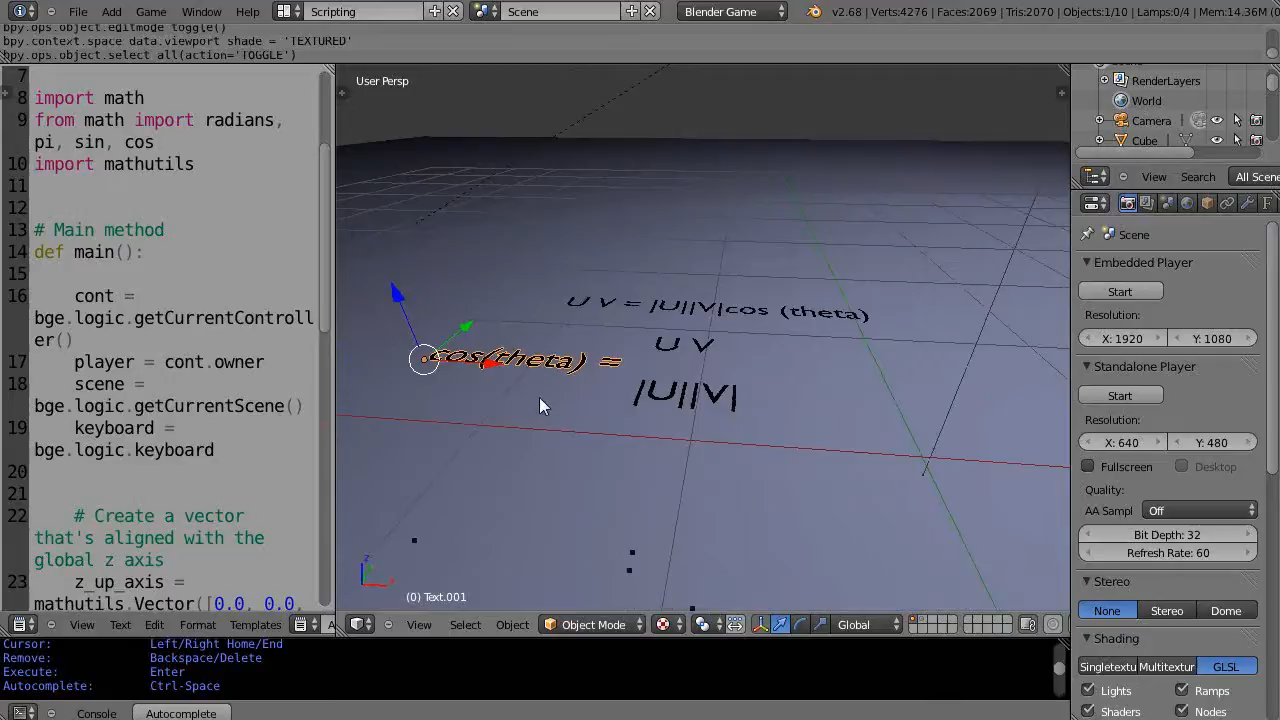 File Add Game Window Help Scripting Scene Blender Game v2.68 | Verts:4276 | Faces:2069 | Tris:2070 | Objects:1/10 | Lamps:0/4 | Mem:14.36M
bpy.ops.object.editmode_toggle()
bpy.context.space_data.viewport_shade = 'TEXTURED'
bpy.ops.object.select_all(action='TOGGLE')
7
8 import math
9 from math import radians,
pi, sin, cos
10 import mathutils
11
12
13 # Main method
14 def main():
15
16 cont =
bge.logic.getCurrentControll
er()
17 player = cont.owner
18 scene =
bge.logic.getCurrentScene()
19 keyboard =
bge.logic.keyboard
20
21
22 # Create a vector
that's aligned with the
global z axis
23 z_up_axis =
mathutils.Vector([0.0, 0.0,
View Text Edit Format Templates
User Persp
U V = |U||V|cos (theta)
cos(theta) =
U V
|U||V|
z
(0) Text.001
View Select Object Object Mode Global
RenderLayers
World
Camera
Cube
View Search All Scene
F
Scene
Embedded Player
Start
Resolution:
X: 1920 Y: 1080
Standalone Player
Start
Resolution:
X: 640 Y: 480
Fullscreen Desktop
Quality:
AA Sampl Off
Bit Depth: 32
Refresh Rate: 60
Stereo
None Stereo Dome
Shading
Singletextu Multitextur GLSL
Lights Ramps
Shaders Nodes
Cursor: Left/Right Home/End
Remove: Backspace/Delete
Execute: Enter
Autocomplete: Ctrl-Space
Console Autocomplete